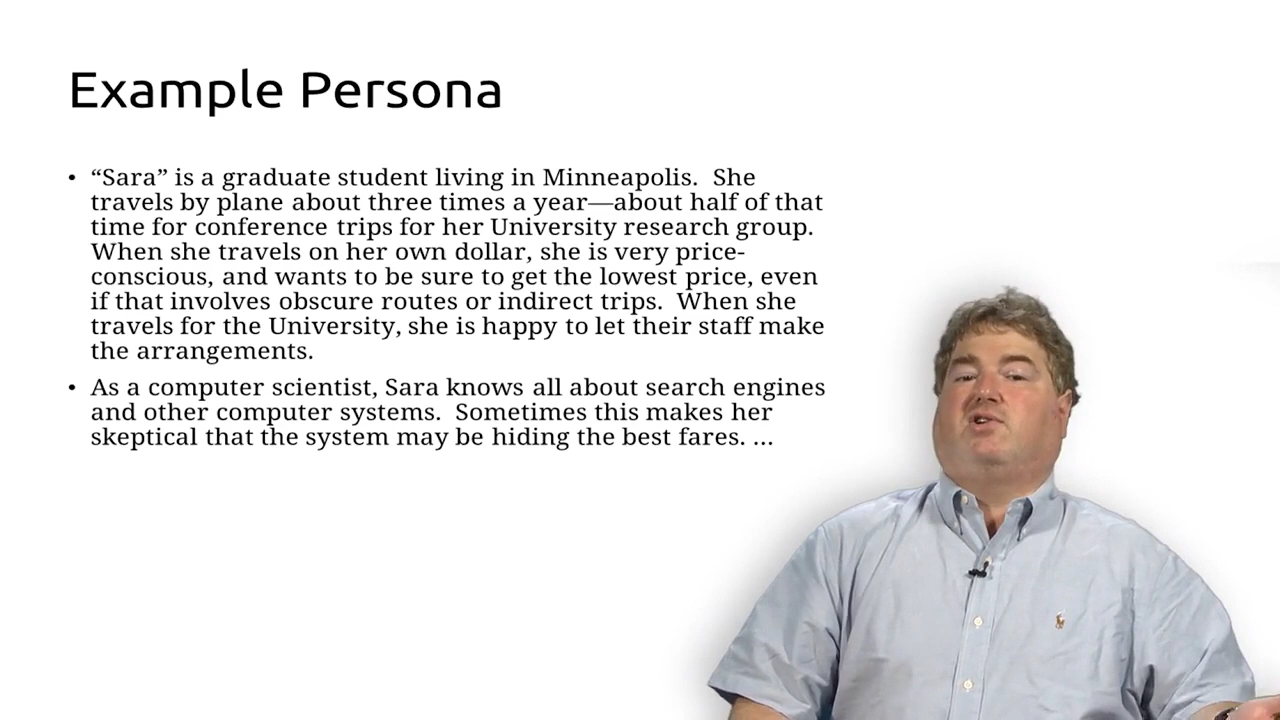 Example Persona
• “Sara” is a graduate student living in Minneapolis.  She
travels by plane about three times a year—about half of that
time for conference trips for her University research group.
When she travels on her own dollar, she is very price-
conscious, and wants to be sure to get the lowest price, even
if that involves obscure routes or indirect trips.  When she
travels for the University, she is happy to let their staff make
the arrangements.
• As a computer scientist, Sara knows all about search engines
and other computer systems.  Sometimes this makes her
skeptical that the system may be hiding the best fares. ...